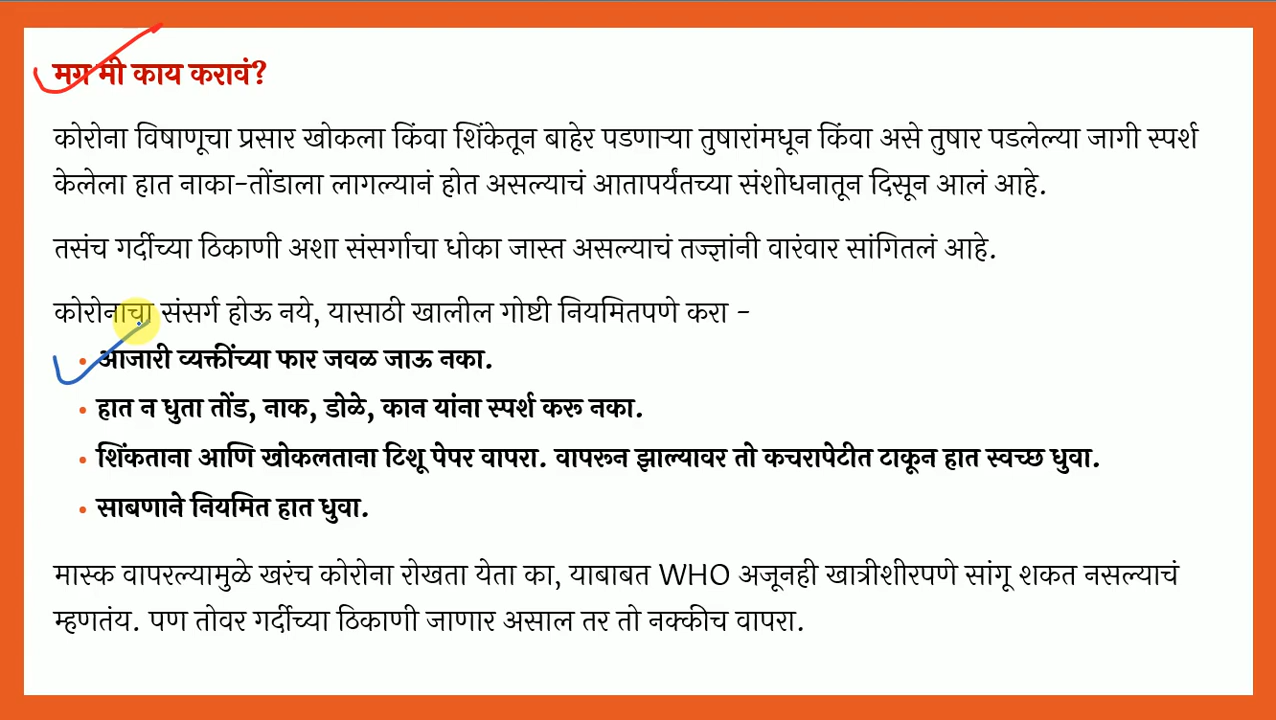 मग मी काय करावं?
कोरोना विषाणूचा प्रसार खोकला किंवा शिंकेतून बाहेर पडणाऱ्या तुषारांमधून किंवा असे तुषार पडलेल्या जागी स्पर्श
केलेला हात नाका-तोंडाला लागल्यानं होत असल्याचं आतापर्यंतच्या संशोधनातून दिसून आलं आहे.
तसंच गर्दीच्या ठिकाणी अशा संसर्गाचा धोका जास्त असल्याचं तज्ज्ञांनी वारंवार सांगितलं आहे.
कोरोनाचा संसर्ग होऊ नये, यासाठी खालील गोष्टी नियमितपणे करा -
• आजारी व्यक्तींच्या फार जवळ जाऊ नका.
• हात न धुता तोंड, नाक, डोळे, कान यांना स्पर्श करू नका.
• शिंकताना आणि खोकलताना टिशू पेपर वापरा. वापरून झाल्यावर तो कचरापेटीत टाकून हात स्वच्छ धुवा.
• साबणाने नियमित हात धुवा.
मास्क वापरल्यामुळे खरंच कोरोना रोखता येता का, याबाबत WHO अजूनही खात्रीशीरपणे सांगू शकत नसल्याचं
म्हणतंय. पण तोवर गर्दीच्या ठिकाणी जाणार असाल तर तो नक्कीच वापरा.